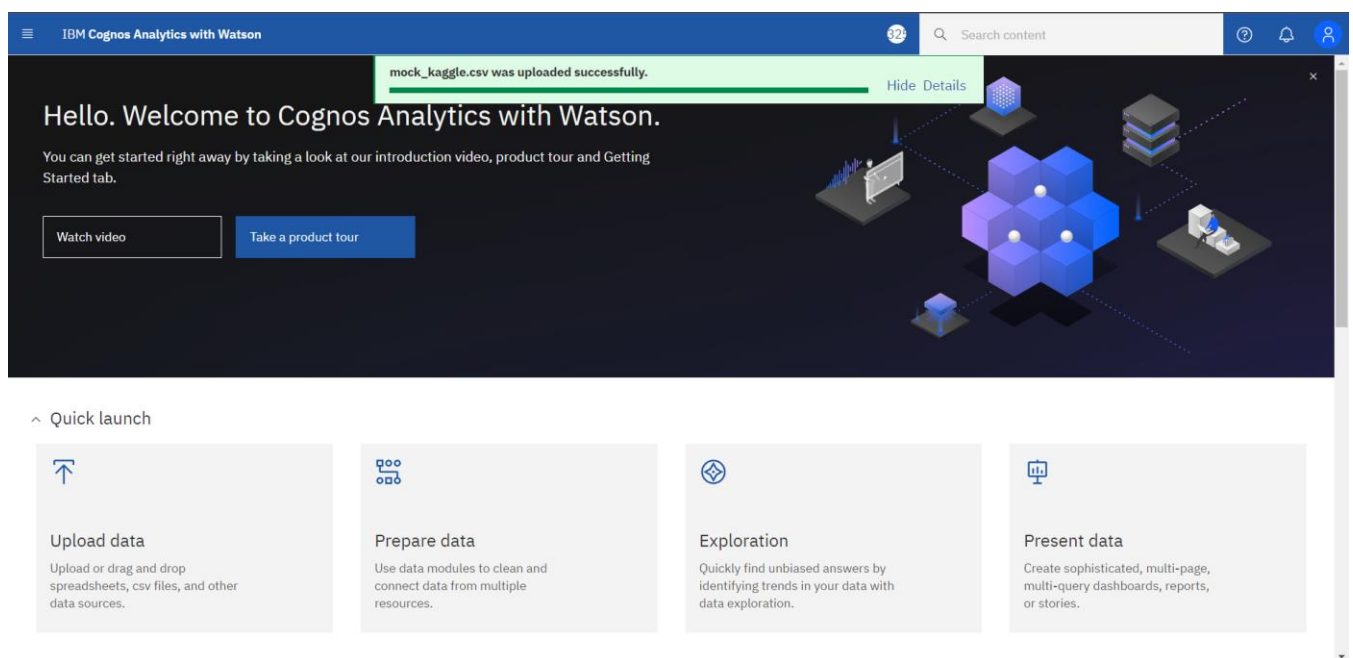 IBM Cognos Analytics with Watson
Search content
mock_kaggle.csv was uploaded successfully.
Hide Details
Hello. Welcome to Cognos Analytics with Watson.
You can get started right away by taking a look at our introduction video, product tour and Getting
Started tab.
Watch video
Take a product tour
Quick launch
Upload data
Upload or drag and drop
spreadsheets, csv files, and other
data sources.
Prepare data
Use data modules to clean and
connect data from multiple
resources.
Exploration
Quickly find unbiased answers by
identifying trends in your data with
data exploration.
Present data
Create sophisticated, multi-page,
multi-query dashboards, reports,
or stories.